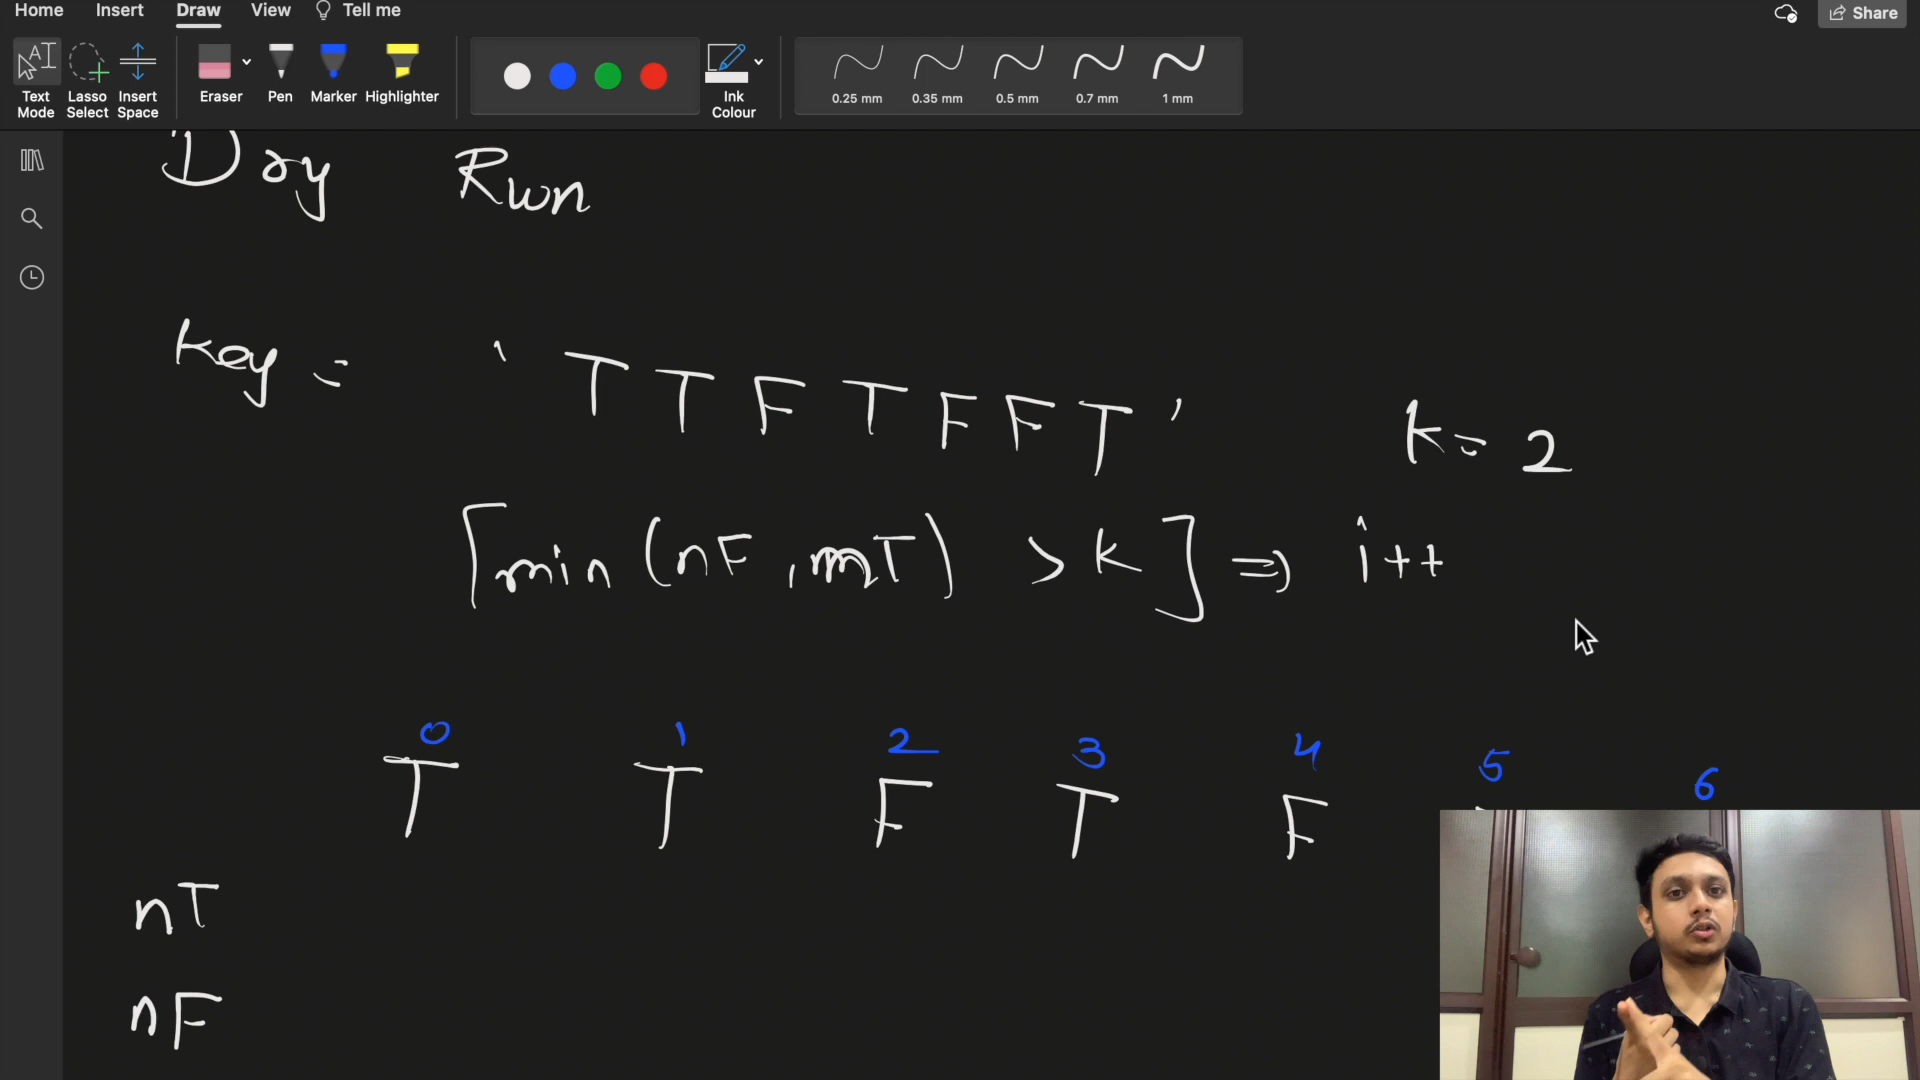 Home Insert Draw View Tell me Share
Text Mode Lasso Select Insert Space Eraser Pen Marker Highlighter Ink Colour 0.25 mm 0.35 mm 0.5 mm 0.7 mm 1 mm
Dry Run
key = ' T T F T F F T '
k = 2
[min (nF, nT) > k] => i++
0 1 2 3 4 5 6
T T F T F
nT
nF